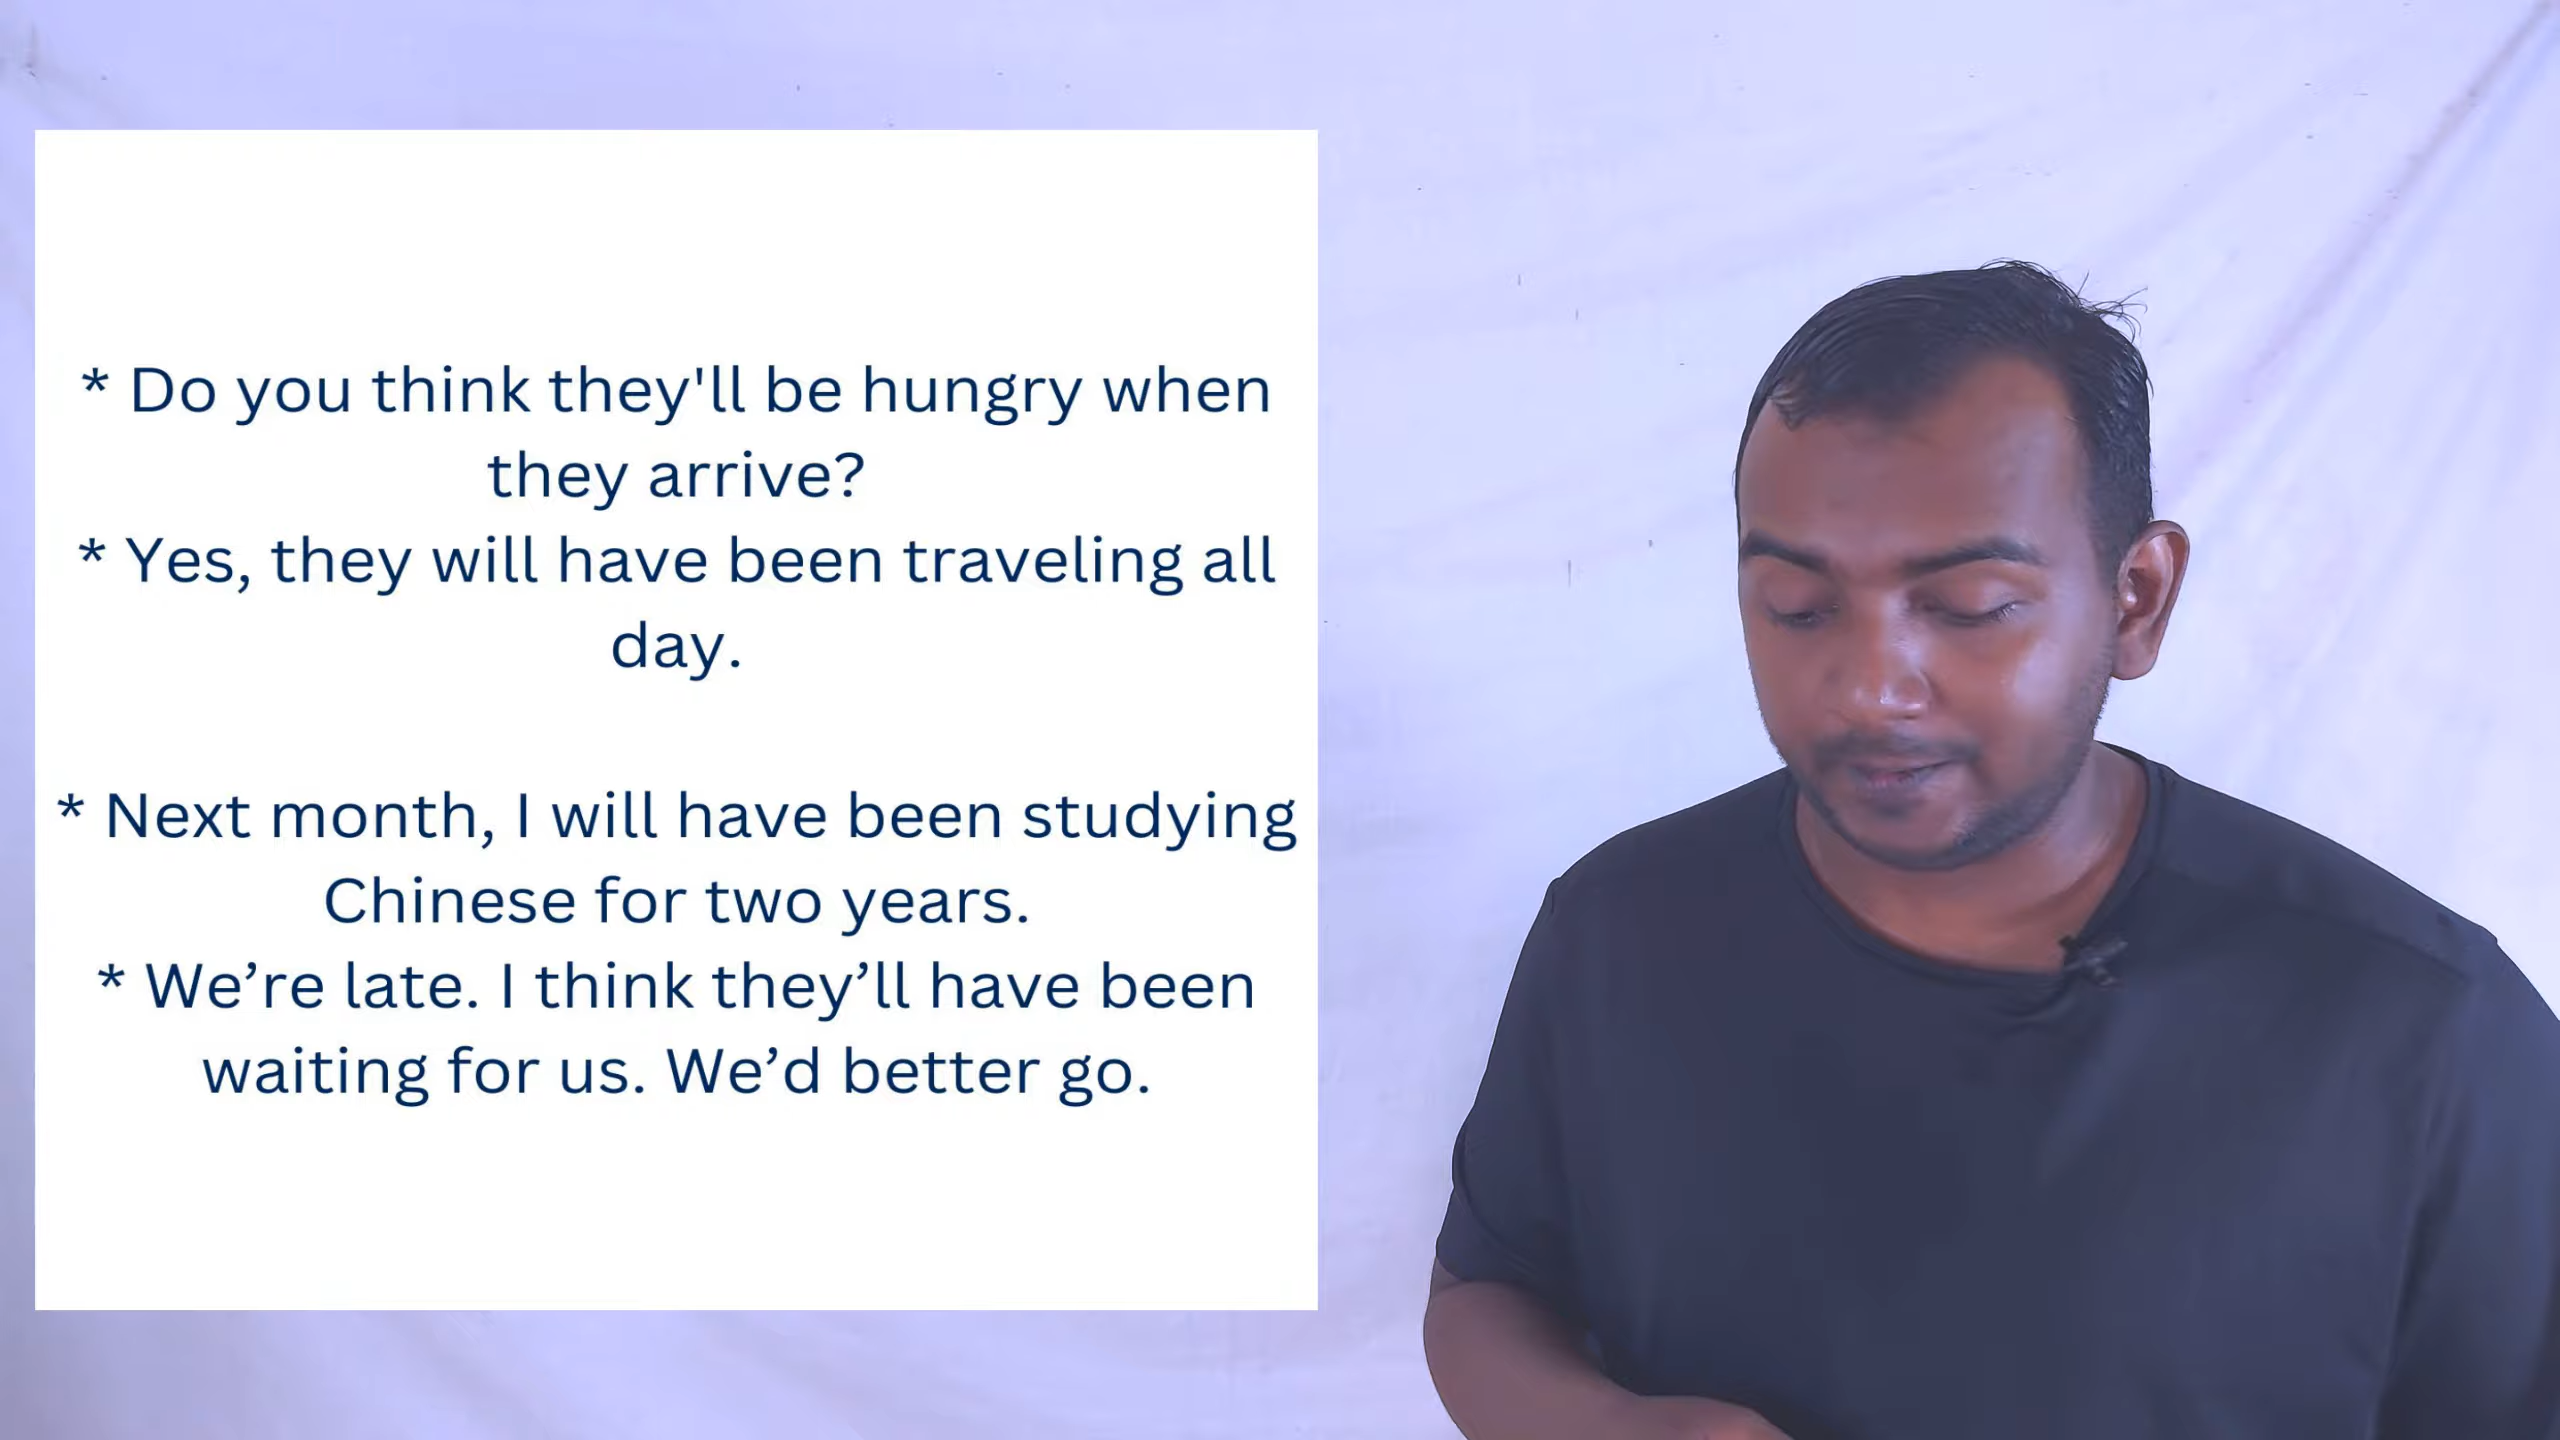 * Do you think they'll be hungry when
they arrive?
* Yes, they will have been traveling all
day.
* Next month, I will have been studying
Chinese for two years.
* We’re late. I think they’ll have been
waiting for us. We’d better go.